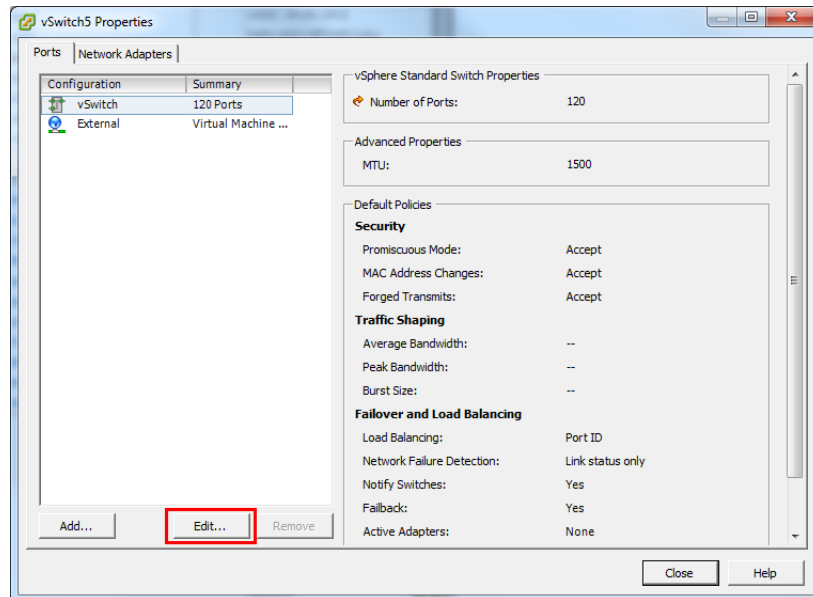 vSwitch5 Properties
Ports Network Adapters
Configuration Summary
vSwitch 120 Ports
External Virtual Machine ...
Add... Edit... Remove
vSphere Standard Switch Properties
Number of Ports: 120
Advanced Properties
MTU: 1500
Default Policies
Security
Promiscuous Mode: Accept
MAC Address Changes: Accept
Forged Transmits: Accept
Traffic Shaping
Average Bandwidth: --
Peak Bandwidth: --
Burst Size: --
Failover and Load Balancing
Load Balancing: Port ID
Network Failure Detection: Link status only
Notify Switches: Yes
Failback: Yes
Active Adapters: None
Close Help